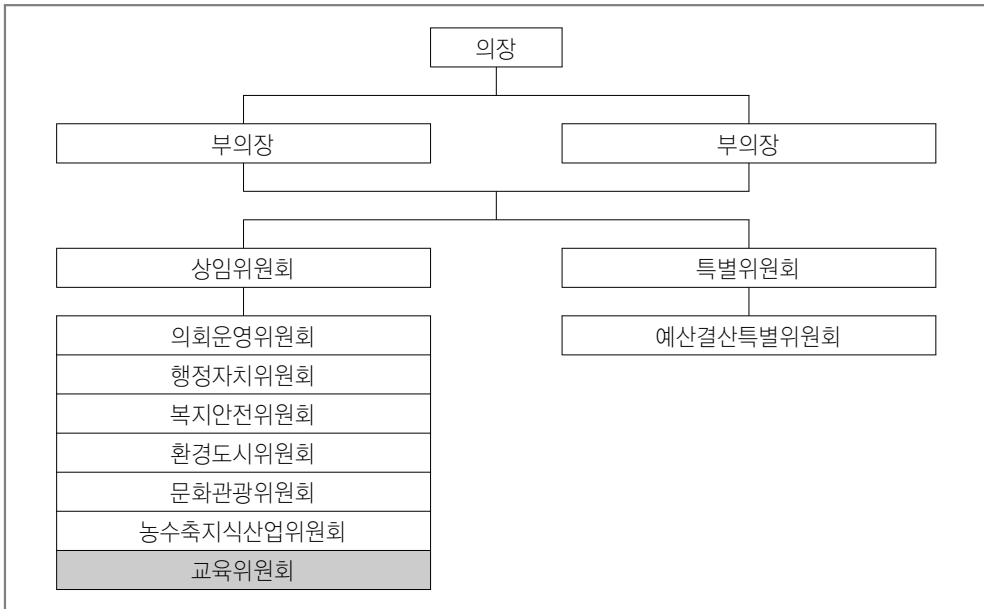 의장
부의장
부의장
상임위원회
특별위원회
의회운영위원회
예산결산특별위원회
행정자치위원회
복지안전위원회
환경도시위원회
문화관광위원회
농수축지식산업위원회
교육위원회